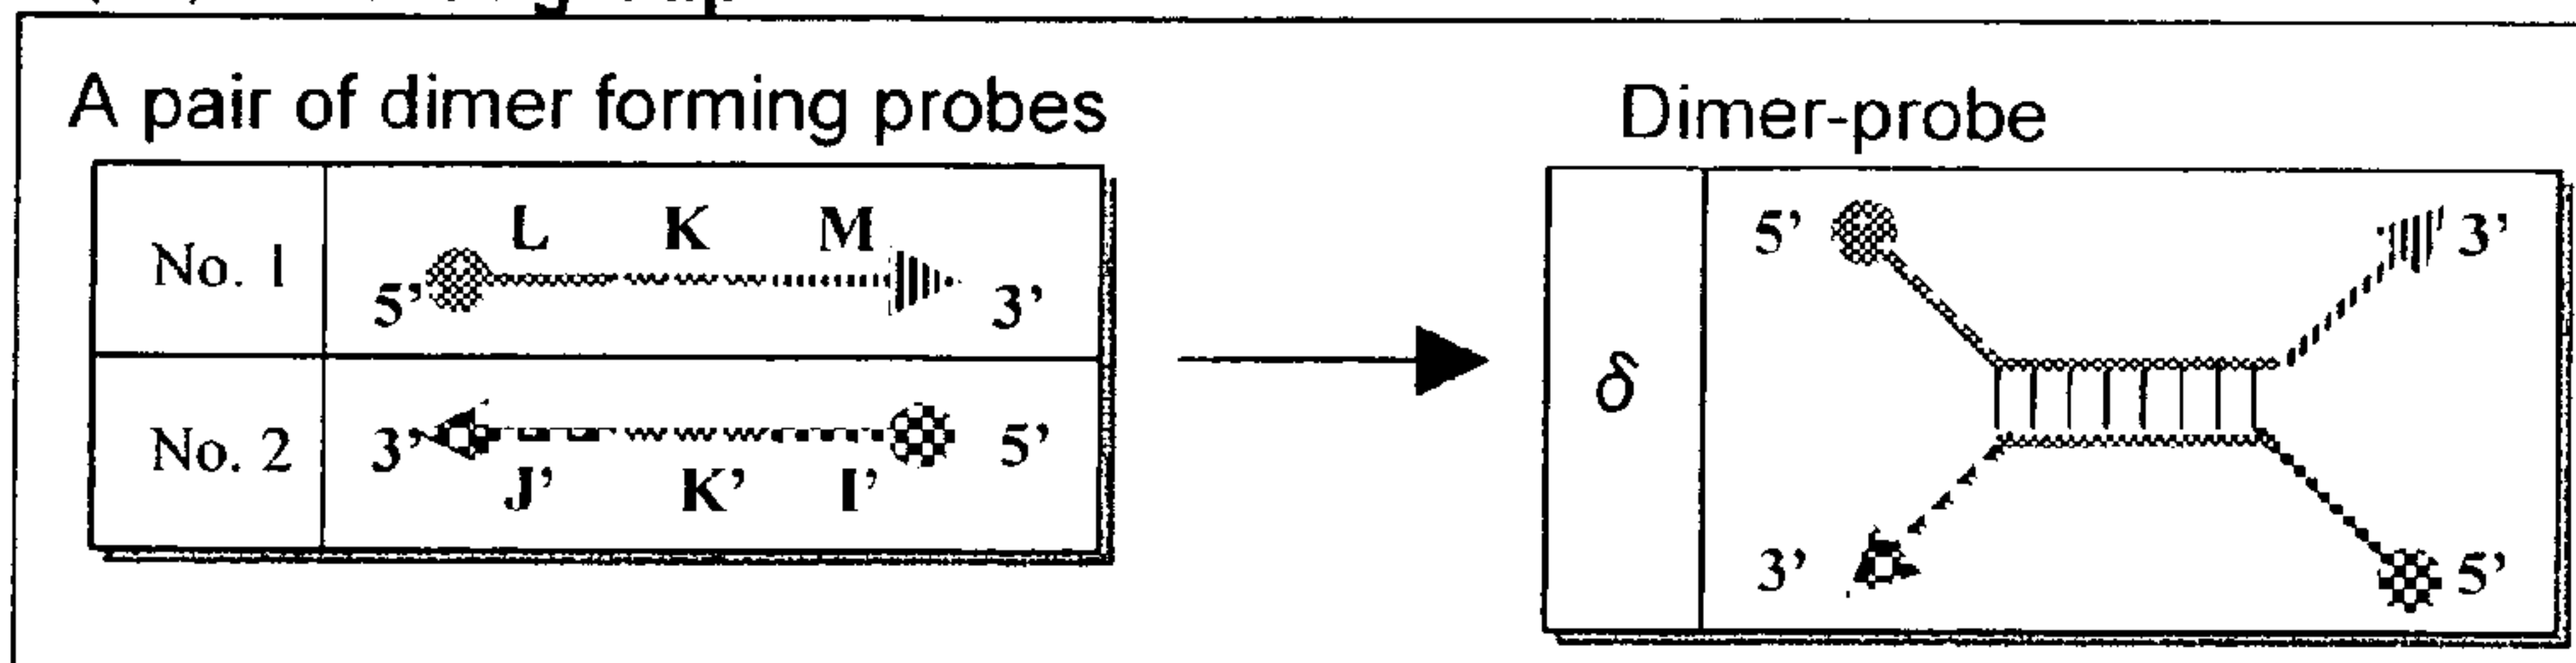 A pair of dimer forming probes
Dimer-probe
No. 1
L K M
5’ 3’
No. 2
3’ 5’
J’ K’ I’
δ
5’ 3’
3’ 5’